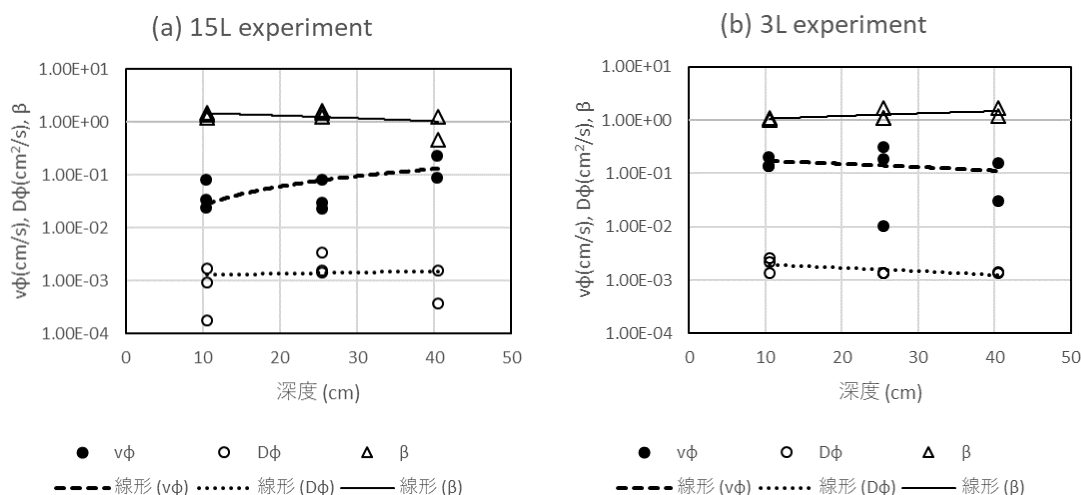 (a) 15L experiment
vφ(cm/s), Dφ(cm²/s), β
1.00E+01
1.00E+00
1.00E-01
1.00E-02
1.00E-03
1.00E-04
0 10 20 30 40 50
深度 (cm)
vφ Dφ β
線形 (vφ) 線形 (Dφ) 線形 (β)
(b) 3L experiment
vφ(cm/s), Dφ(cm²/s), β
1.00E+01
1.00E+00
1.00E-01
1.00E-02
1.00E-03
1.00E-04
0 10 20 30 40 50
深度 (cm)
vφ Dφ β
線形 (vφ) 線形 (Dφ) 線形 (β)